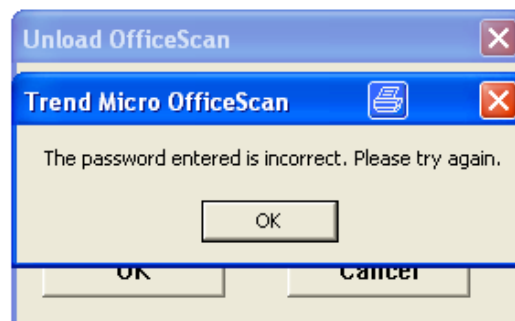 Unload OfficeScan
Trend Micro OfficeScan
The password entered is incorrect. Please try again.
OK
OK
Cancel